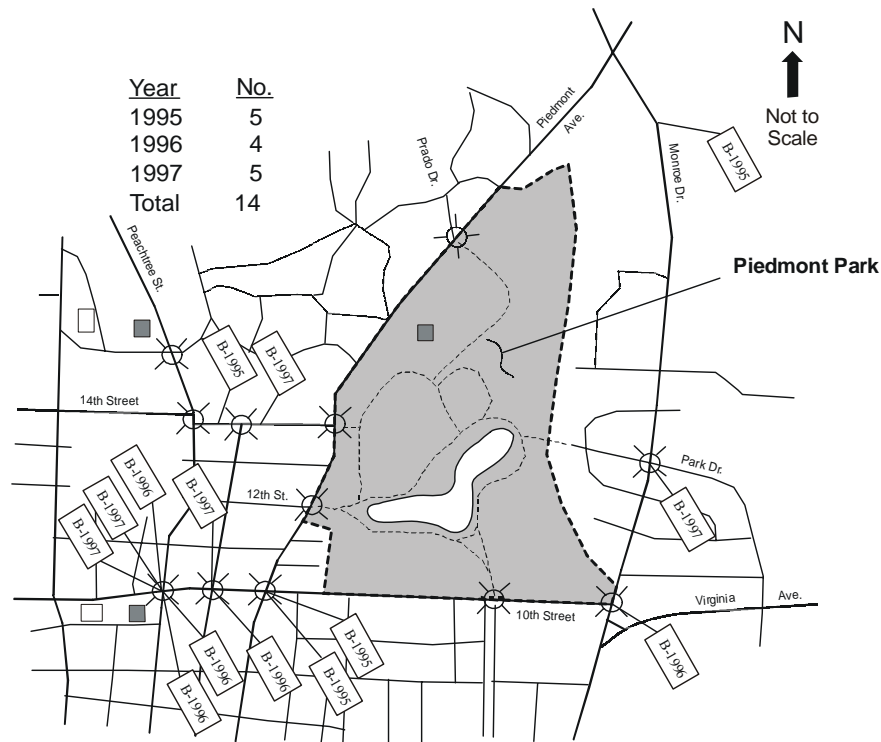 N
Not to
Scale
Year No.
1995 5
1996 4
1997 5
Total 14
Piedmont
Ave.
Prado Dr.
Monroe Dr.
B-1995
Peachtree St.
Piedmont Park
B-1995
B-1997
14th Street
B-1996
B-1997
B-1997
B-1997
12th St.
Park Dr.
B-1997
Virginia Ave.
10th Street
B-1995
B-1996
B-1996
B-1996
B-1995
B-1996